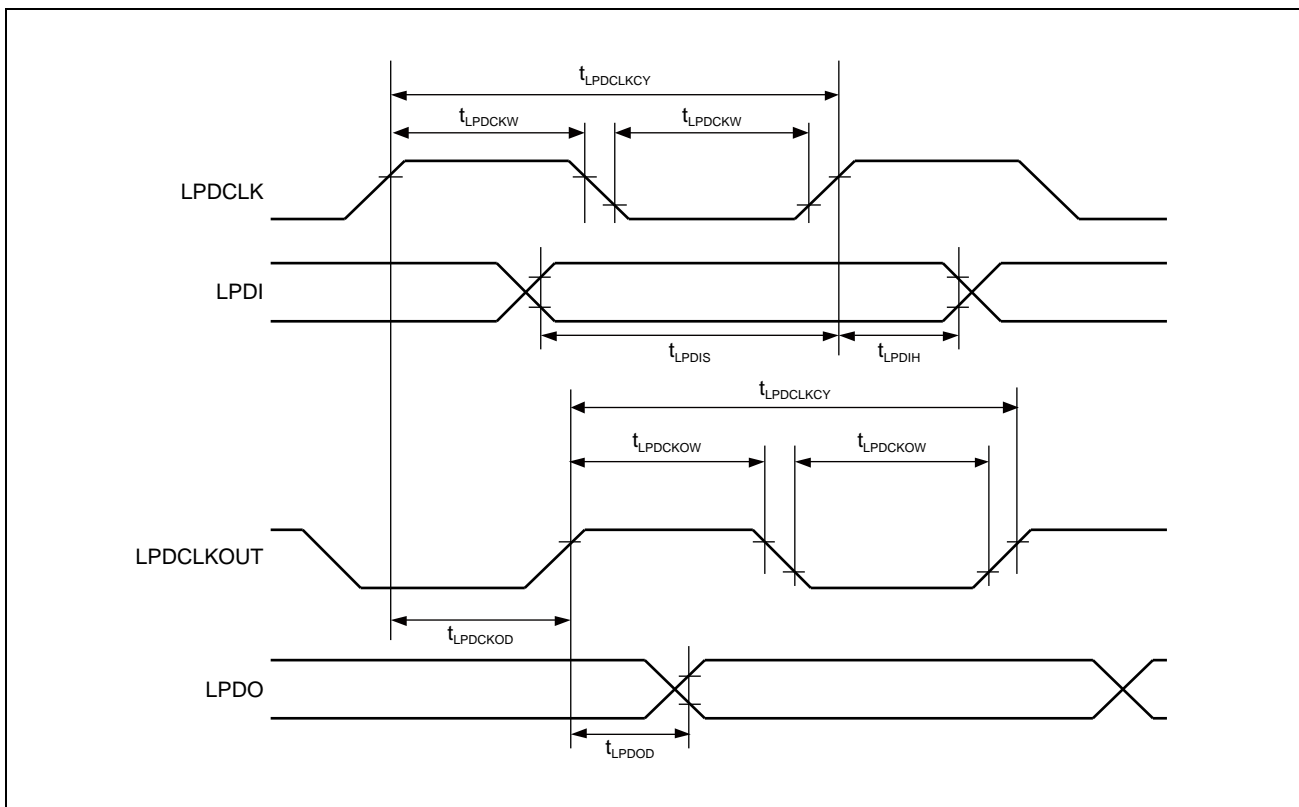 tLPDCLKCY
tLPDCKW tLPDCKW
LPDCLK
LPDI
tLPDIS tLPDIH
tLPDCLKCY
tLPDCKOW tLPDCKOW
LPDCLKOUT
tLPDCKOD
LPDO
tLPDOD